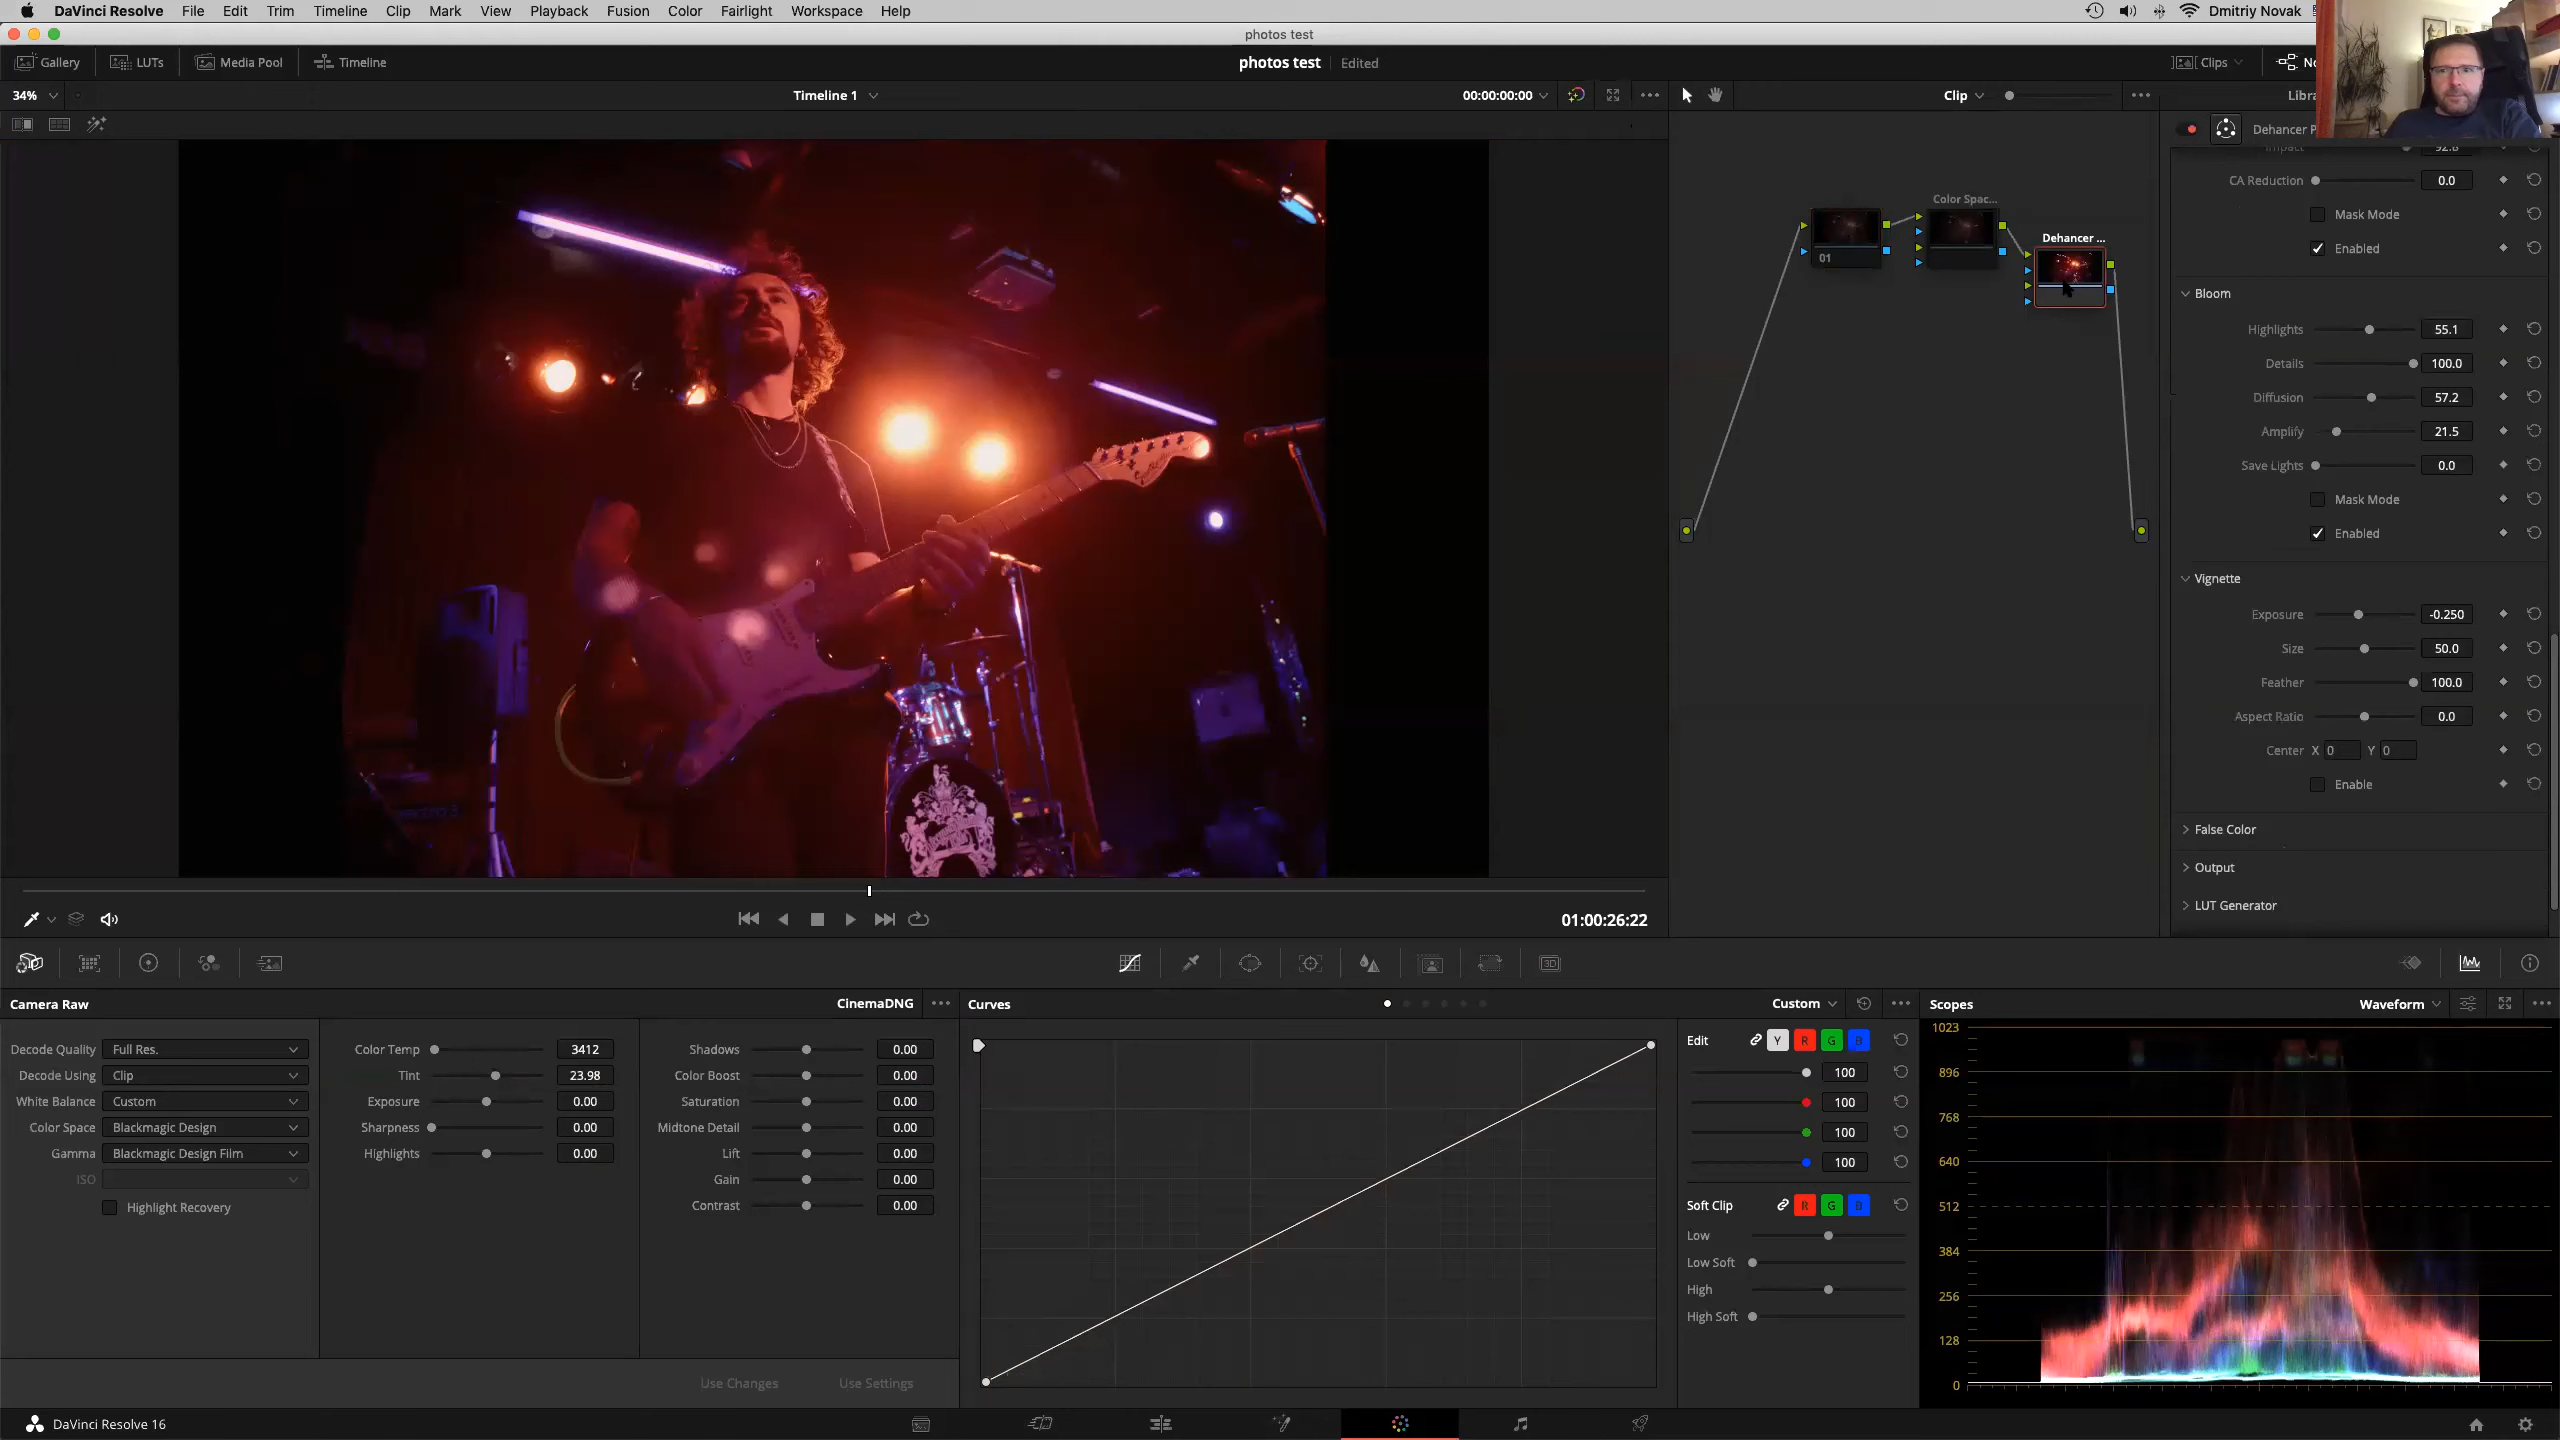 DaVinci Resolve File Edit Trim Timeline Clip Mark View Playback Fusion Color Fairlight Workspace Help Dmitriy Novak
photos test
Gallery LUTs Media Pool Timeline photos test Edited Clips
34% Timeline 1 00:00:00:00 Clip
Dehancer
Impact 92.8
CA Reduction 0.0
Mask Mode
Enabled
Color Spac...
01
Dehancer ...
Bloom
Highlights 55.1
Details 100.0
Diffusion 57.2
Amplify 21.5
Save Lights 0.0
Mask Mode
Enabled
Vignette
Exposure -0.250
Size 50.0
Feather 100.0
Aspect Ratio 0.0
Center X 0 Y 0
Enable
False Color
Output
LUT Generator
01:00:26:22
Camera Raw CinemaDNG
Decode Quality Full Res.
Decode Using Clip
White Balance Custom
Color Space Blackmagic Design
Gamma Blackmagic Design Film
ISO
Highlight Recovery
Color Temp 3412
Tint 23.98
Exposure 0.00
Sharpness 0.00
Highlights 0.00
Shadows 0.00
Color Boost 0.00
Saturation 0.00
Midtone Detail 0.00
Lift 0.00
Gain 0.00
Contrast 0.00
Use Changes Use Settings
Curves Custom
Edit Y R G B
100
100
100
100
Soft Clip R G B
Low
Low Soft
High
High Soft
Scopes Waveform
1023
896
768
640
512
384
256
128
0
DaVinci Resolve 16